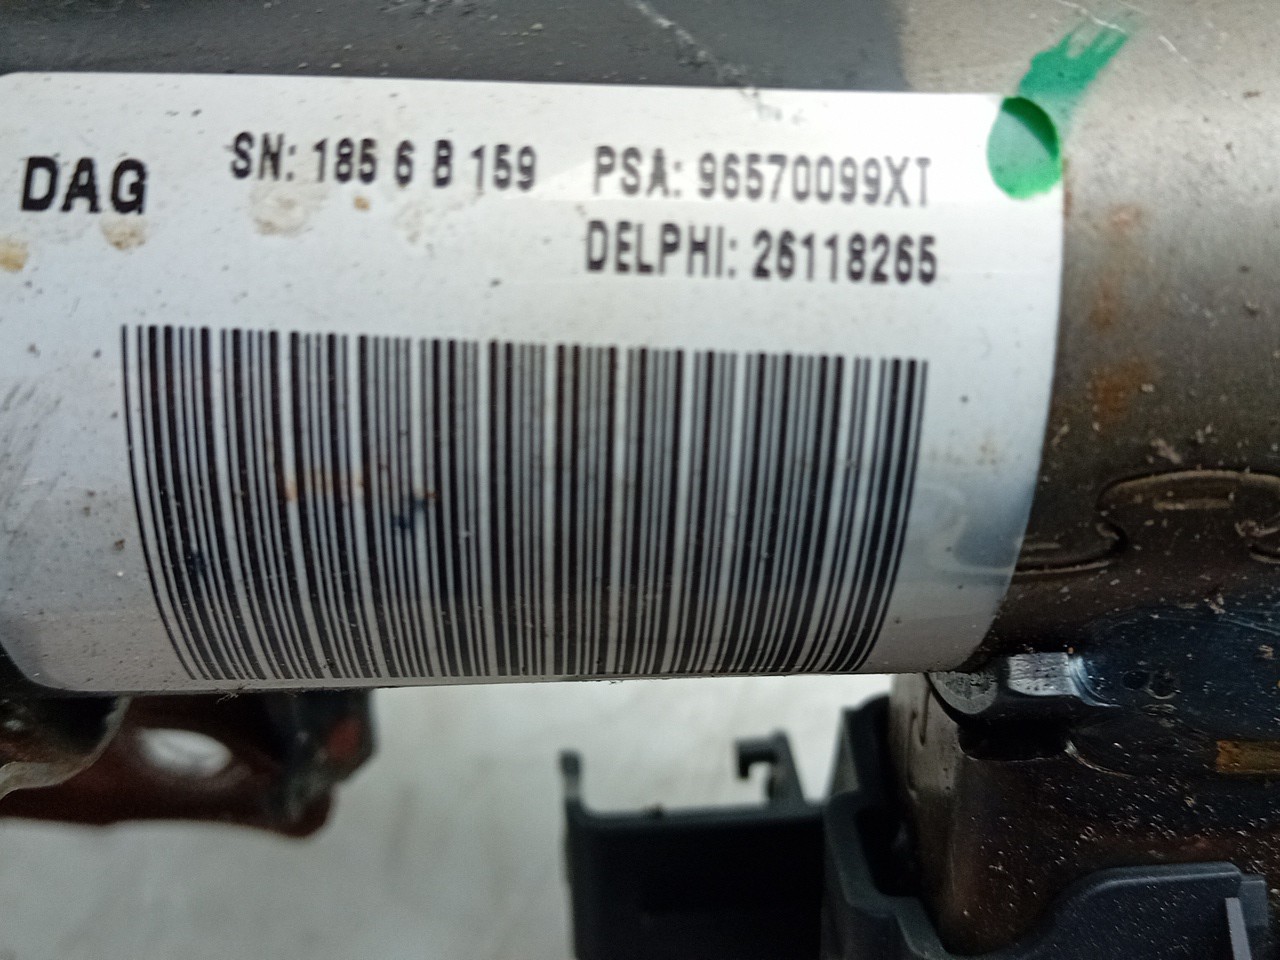 DAG SN: 185 6 B 159 PSA: 96570099XT
DELPHI: 26118265